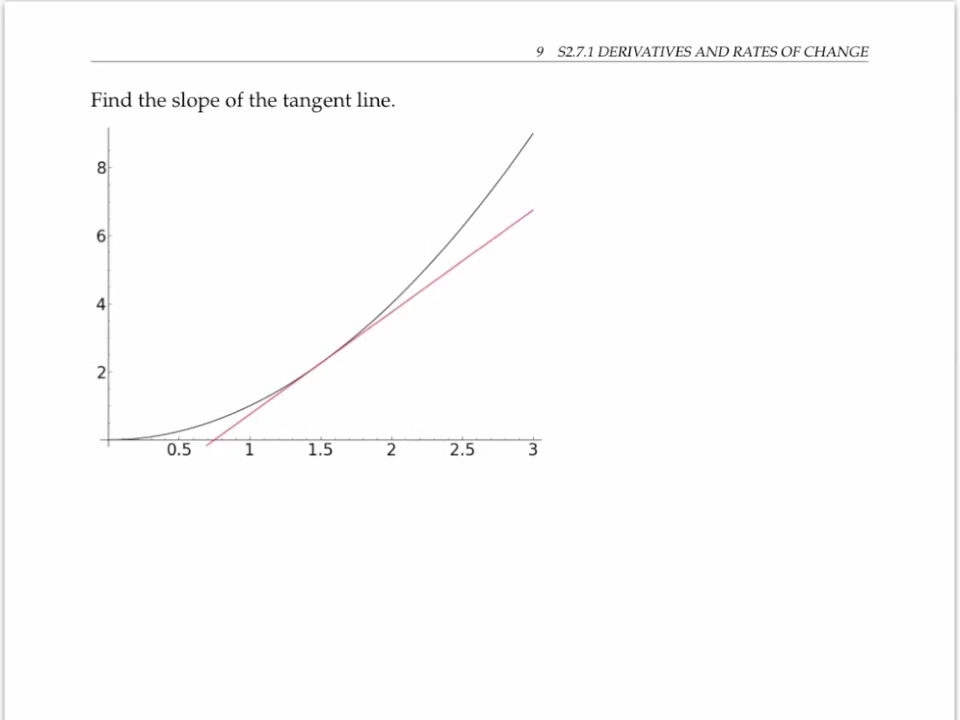 9 S2.7.1 DERIVATIVES AND RATES OF CHANGE
Find the slope of the tangent line.
8
6
4
2
0.5 1 1.5 2 2.5 3